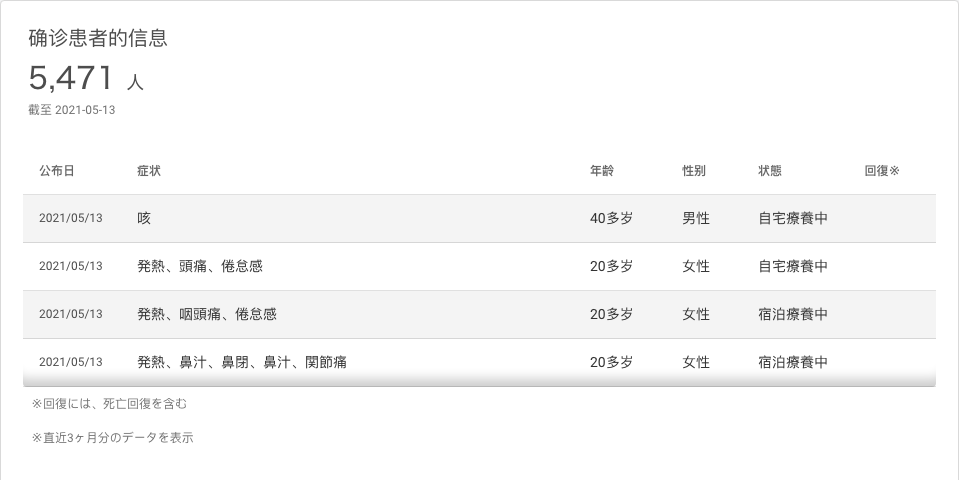 确诊患者的信息
5,471 人
截至 2021-05-13
公布日 症状 年龄 性别 状態 回復※
2021/05/13 咳 40多岁 男性 自宅療養中
2021/05/13 発熱、頭痛、倦怠感 20多岁 女性 自宅療養中
2021/05/13 発熱、咽頭痛、倦怠感 20多岁 女性 宿泊療養中
2021/05/13 発熱、鼻汁、鼻閉、鼻汁、関節痛 20多岁 女性 宿泊療養中
※回復には、死亡回復を含む
※直近3ヶ月分のデータを表示